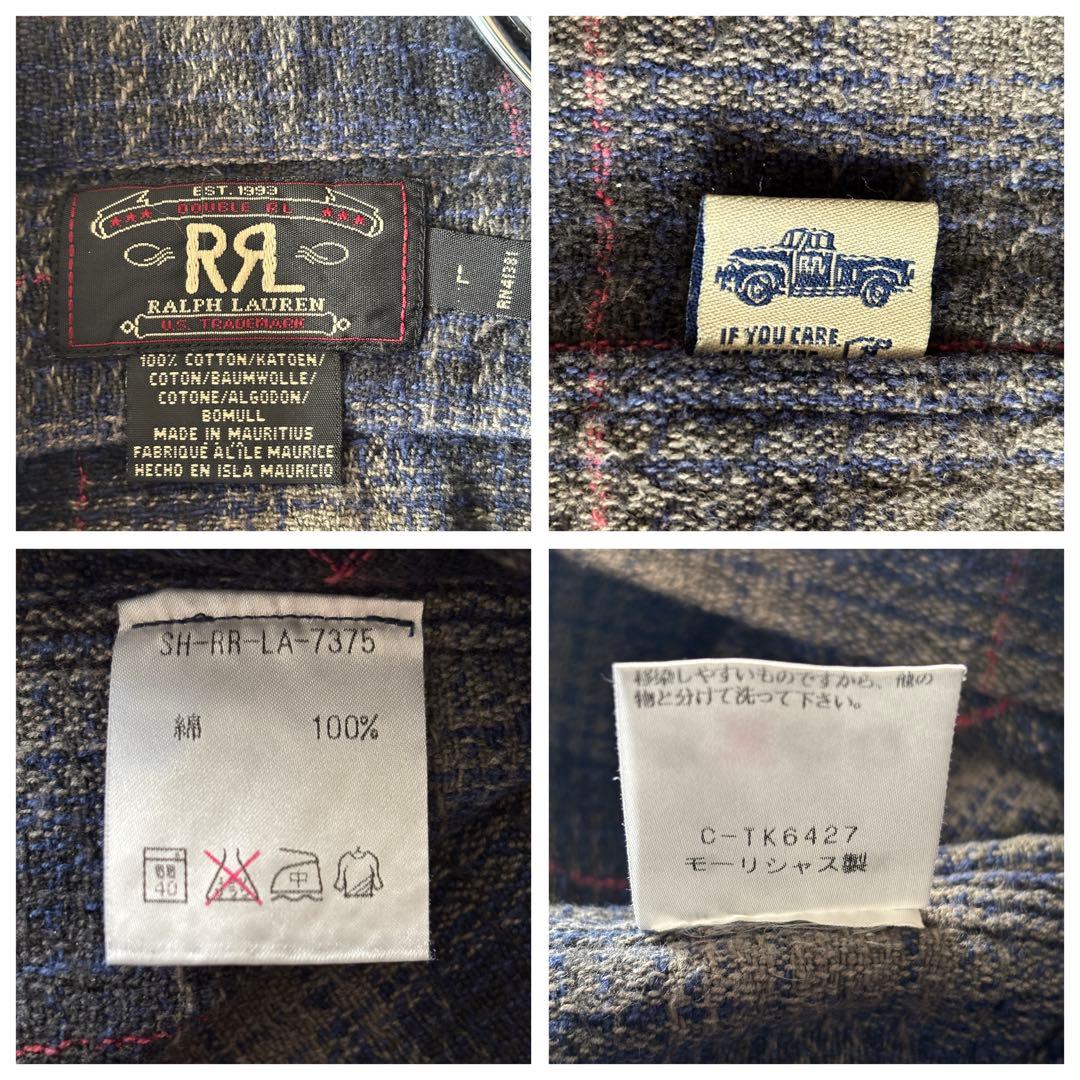 EST. 1993
★★★ DOUBLE RL ★★★
RRL
RALPH LAUREN
U.S. TRADEMARK
L
RN41381
100% COTTON/KATOEN/
COTON/BAUMWOLLE/
COTONE/ALGODON/
BOMULL
MADE IN MAURITIUS
FABRIQUE AL'ÎLE MAURICE
HECHO EN ISLA MAURICIO
IF YOU CARE
SH-RR-LA-7375
綿 100%
40
中
移染しやすいものですから、他の
物と分けて洗って下さい。
C-TK6427
モーリシャス製